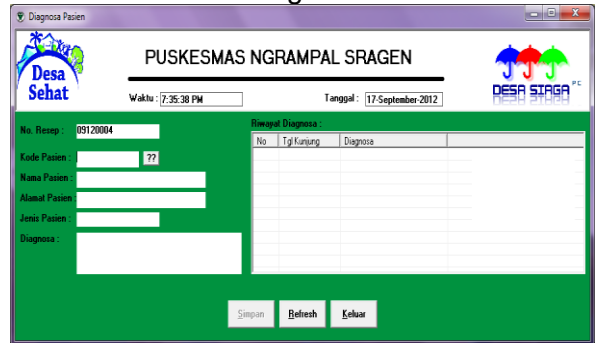 Diagnosa Pasien
Desa
Sehat
PUSKESMAS NGRAMPAL SRAGEN
Waktu : 7:35:38 PM
Tanggal : 17-September-2012
DESA SIAGA PC
No. Resep : 09120004
Kode Pasien : ??
Nama Pasien :
Alamat Pasien :
Jenis Pasien :
Diagnosa :
Riwayat Diagnosa :
No Tgl Kunjung Diagnosa
Simpan Refresh Keluar